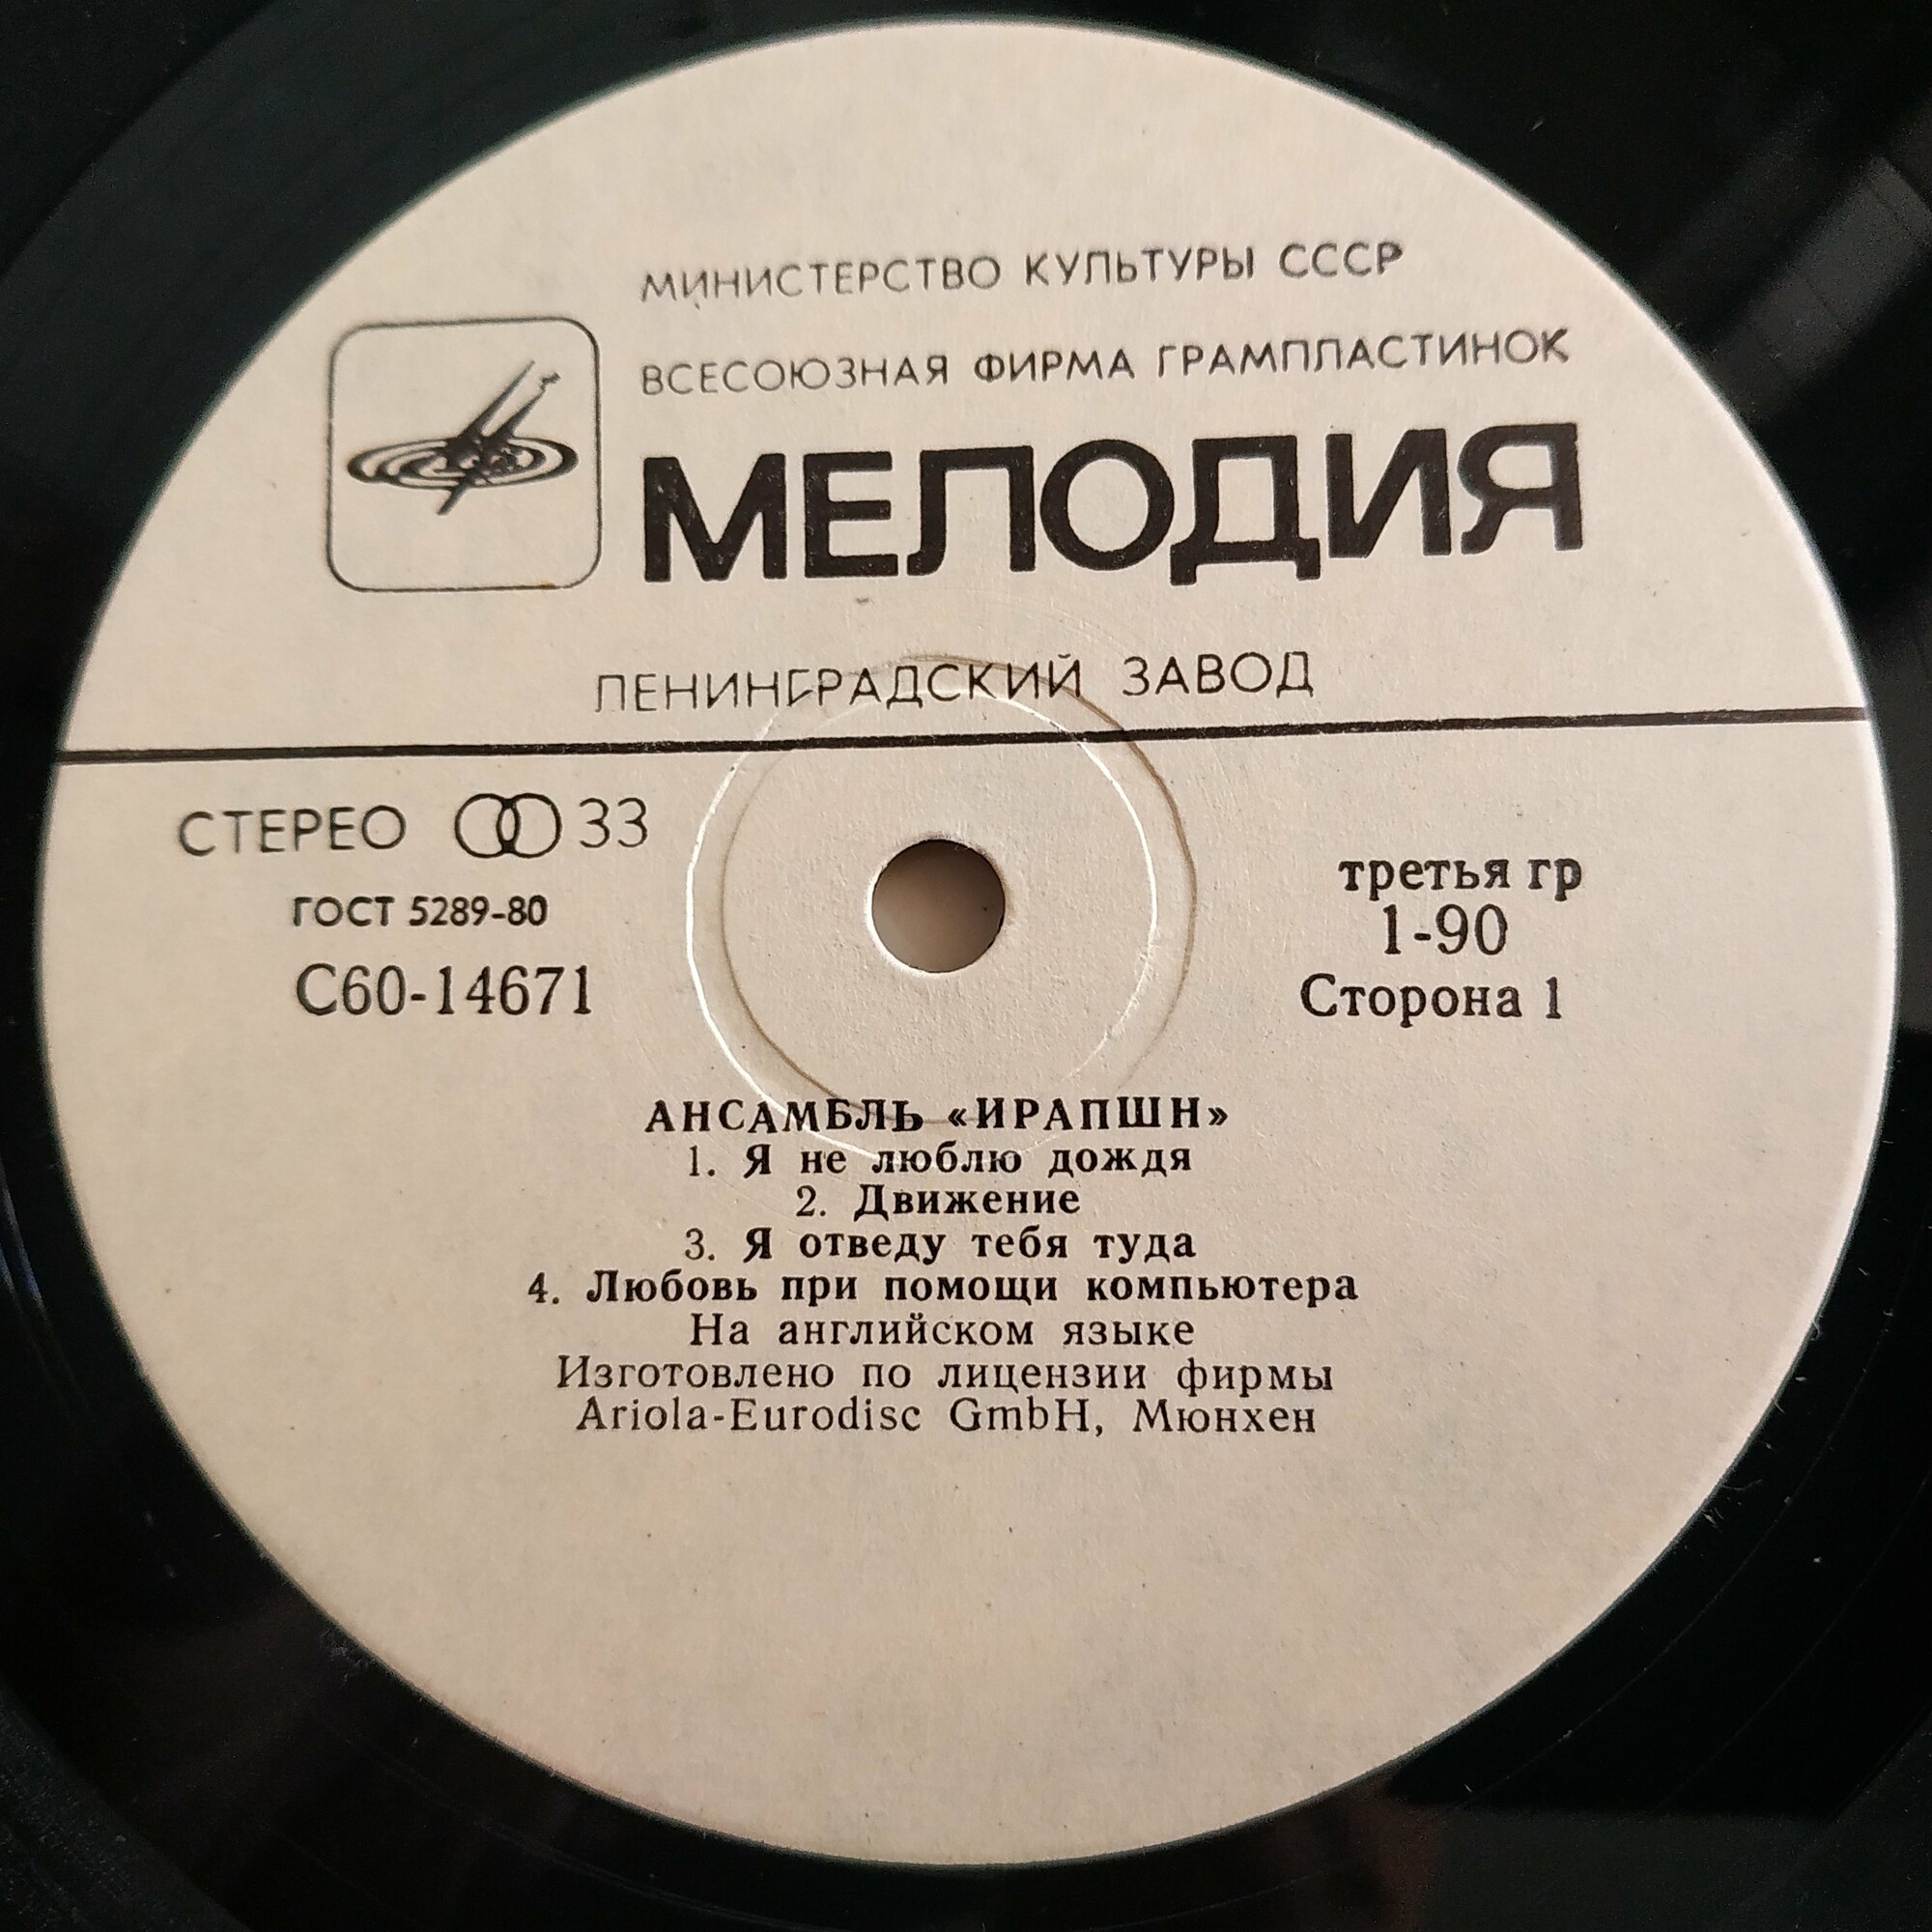 МИНИСТЕРСТВО КУЛЬТУРЫ СССР
ВСЕСОЮЗНАЯ ФИРМА ГРАМПЛАСТИНОК
МЕЛОДИЯ
ЛЕНИНГРАДСКИЙ ЗАВОД
СТЕРЕО 33
ГОСТ 5289-80
С60-14671
третья гр
1-90
Сторона 1
АНСАМБЛЬ «ИРАПШН»
1. Я не люблю дождя
2. Движение
3. Я отведу тебя туда
4. Любовь при помощи компьютера
На английском языке
Изготовлено по лицензии фирмы
Ariola-Eurodisc GmbH, Мюнхен